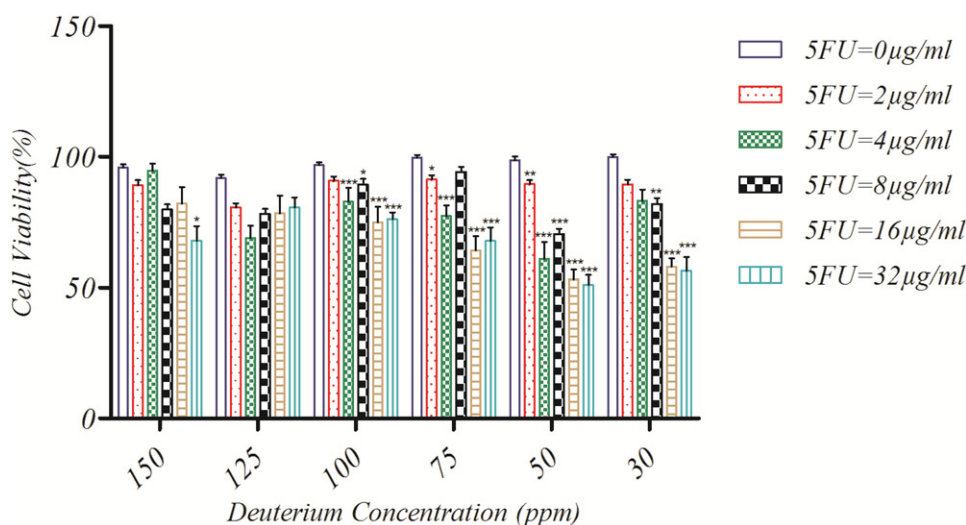 150
100
50
0
Cell Viability(%)
* *** * *** *** * *** *** *** ** *** *** *** *** ** *** ***
150 125 100 75 50 30
Deuterium Concentration (ppm)
5FU=0µg/ml
5FU=2µg/ml
5FU=4µg/ml
5FU=8µg/ml
5FU=16µg/ml
5FU=32µg/ml